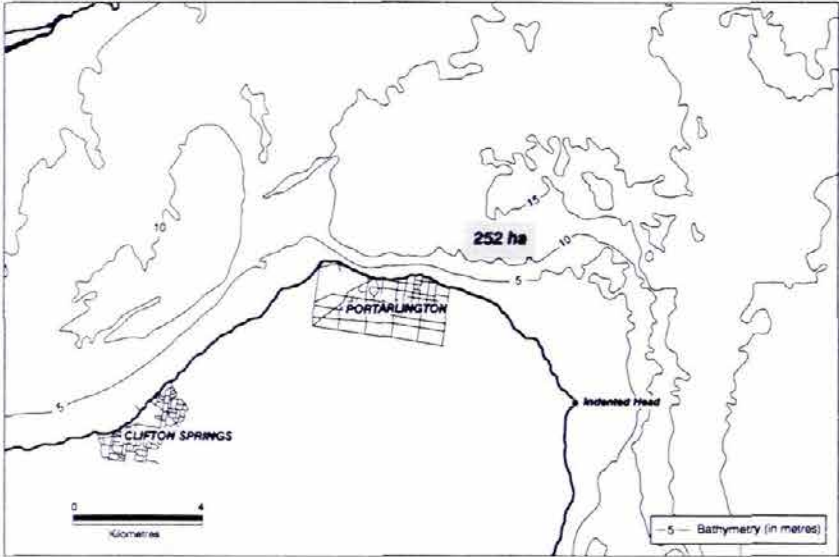 15
10
252 ha
10
5
PORTARLINGTON
5
Indented Head
CLIFTON SPRINGS
0 4
Kilometres
—5— Bathymetry (in metres)